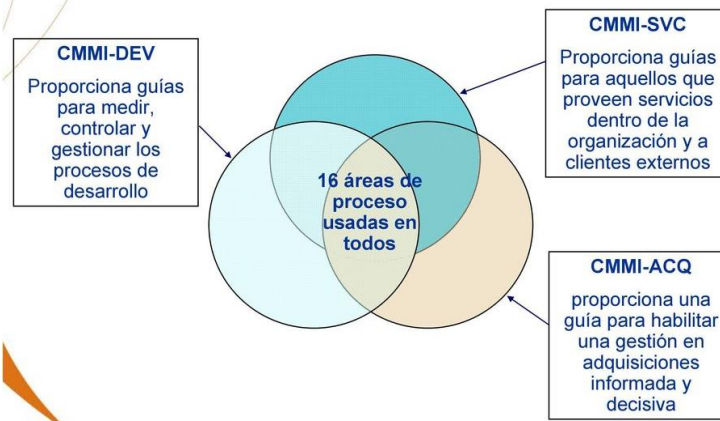 CMMI-DEV
Proporciona guías
para medir,
controlar y
gestionar los
procesos de
desarrollo
CMMI-SVC
Proporciona guías
para aquellos que
proveen servicios
dentro de la
organización y a
clientes externos
16 áreas de
proceso
usadas en
todos
CMMI-ACQ
proporciona una
guía para habilitar
una gestión en
adquisiciones
informada y
decisiva